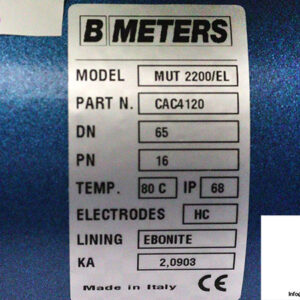 B METERS
MODEL MUT 2200/EL
PART N. CAC4120
DN 65
PN 16
TEMP. 80 C IP 68
ELECTRODES HC
LINING EBONITE
KA 2,0903
Made in Italy CE